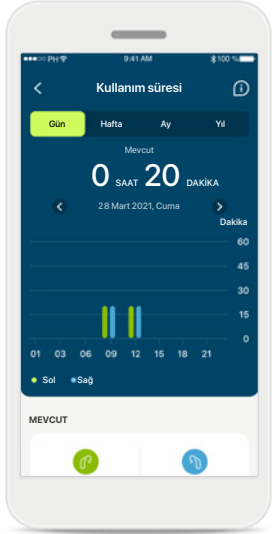 PH 9:41 AM 100 %
Kullanım süresi
Gün Hafta Ay Yıl
Mevcut
0 SAAT 20 DAKİKA
28 Mart 2021, Cuma
Dakika
60
45
30
15
0
01 03 06 09 12 15 18 21
Sol Sağ
MEVCUT